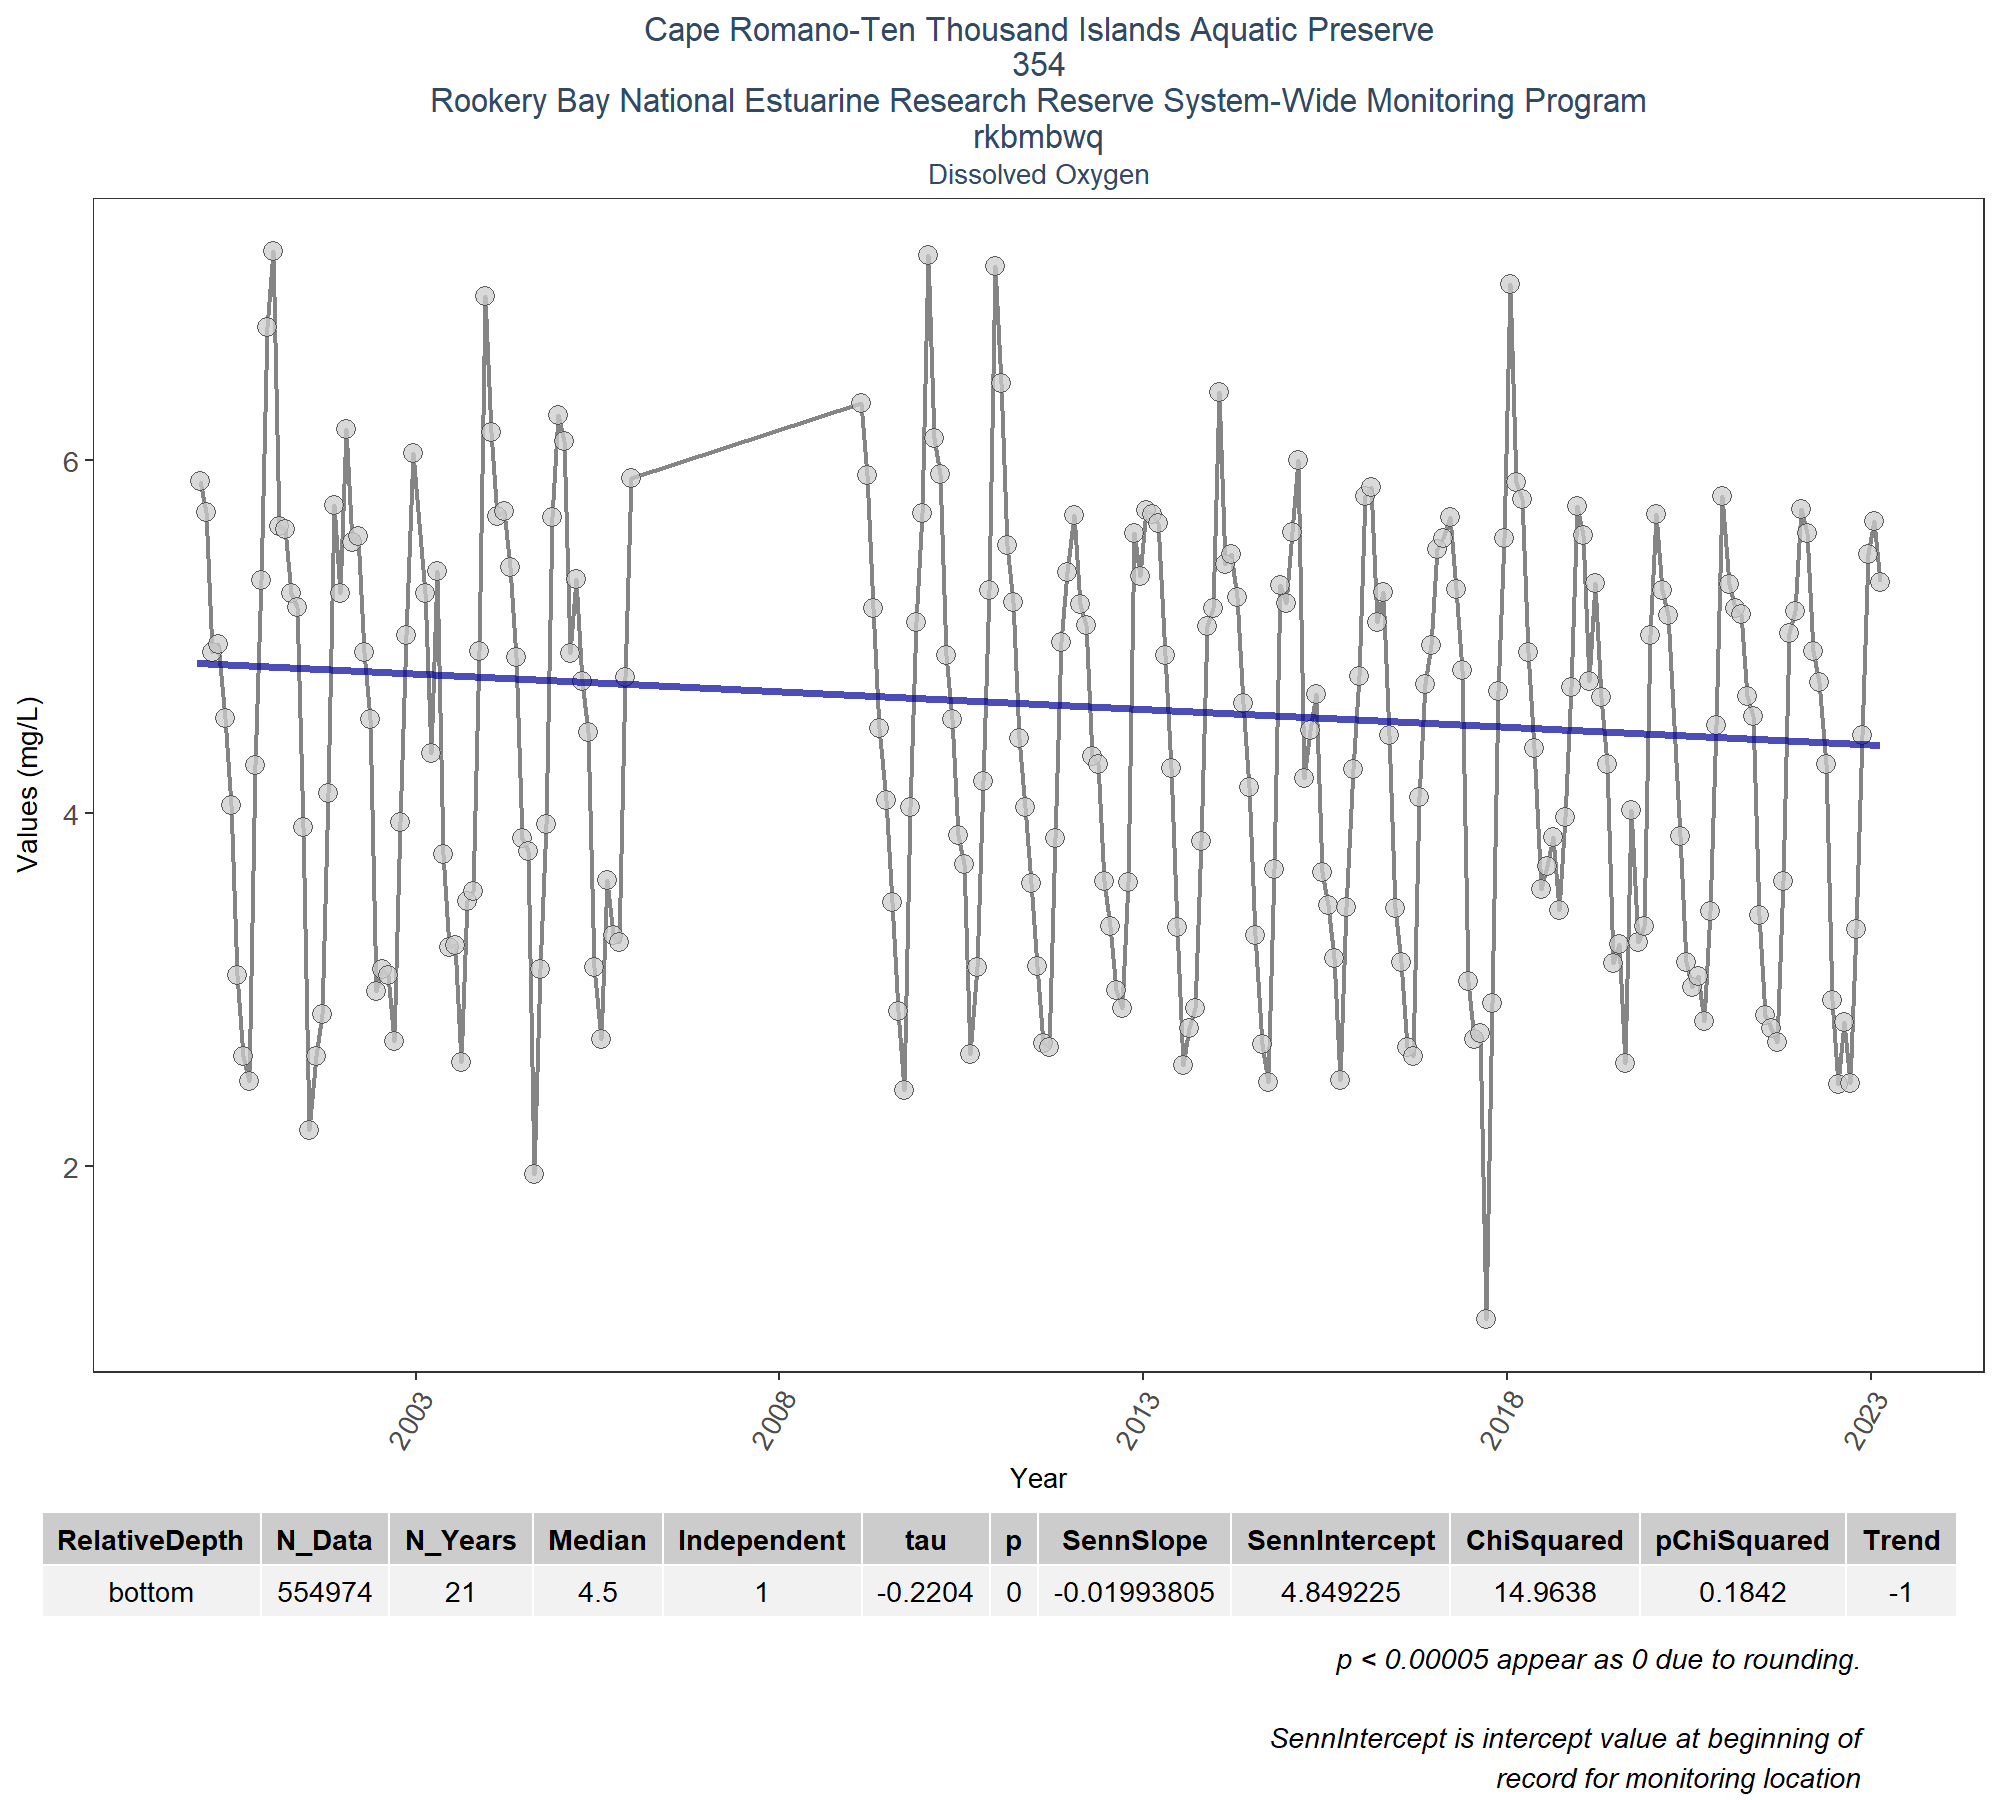 Cape Romano-Ten Thousand Islands Aquatic Preserve
354
Rookery Bay National Estuarine Research Reserve System-Wide Monitoring Program
rkbmbwq
Dissolved Oxygen
Values (mg/L)
6
4
2
2003 2008 2013 2018 2023
Year
RelativeDepth N_Data N_Years Median Independent tau p SennSlope SennIntercept ChiSquared pChiSquared Trend
bottom 554974 21 4.5 1 -0.2204 0 -0.01993805 4.849225 14.9638 0.1842 -1
p < 0.00005 appear as 0 due to rounding.
SennIntercept is intercept value at beginning of
record for monitoring location